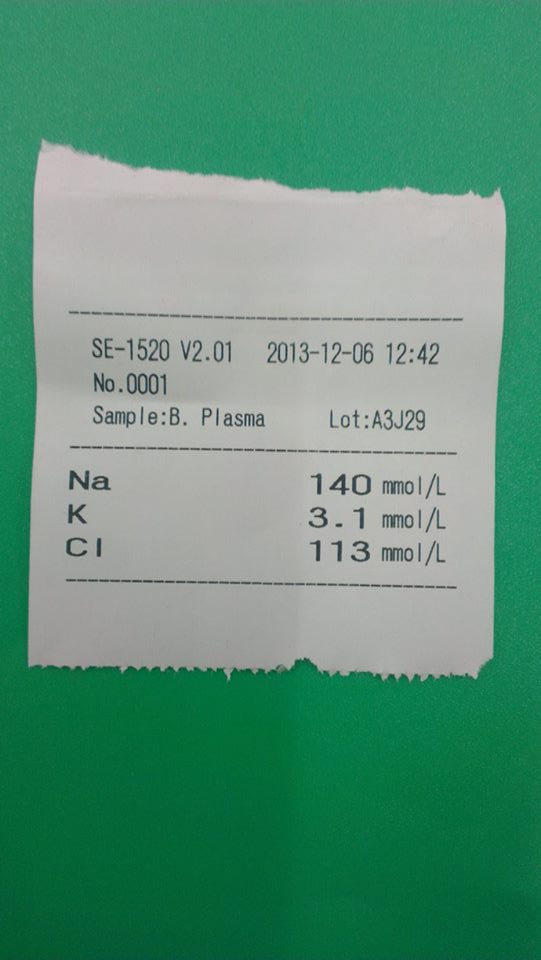 SE-1520 V2.01 2013-12-06 12:42
No.0001
Sample:B. Plasma Lot:A3J29
Na 140 mmol/L
K 3.1 mmol/L
Cl 113 mmol/L